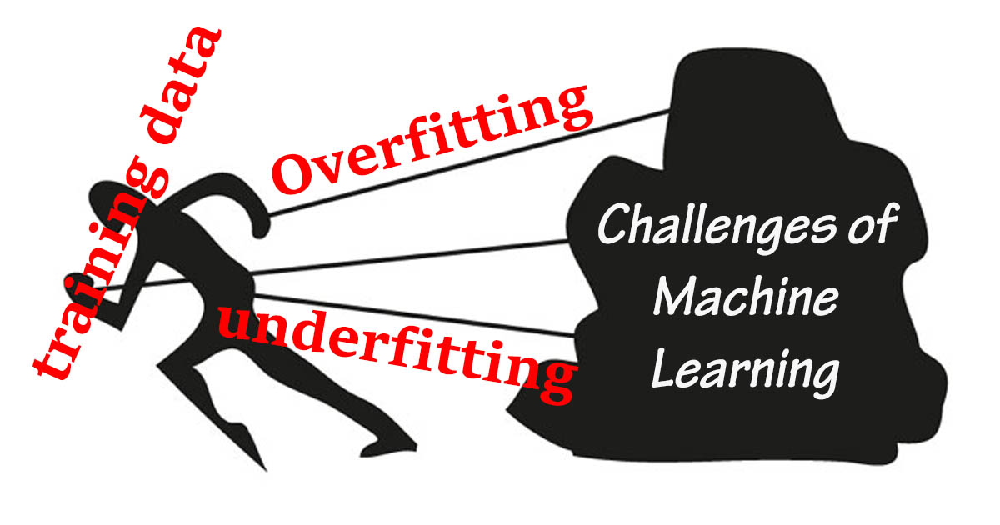 training data
Overfitting
underfitting
Challenges of
Machine
Learning